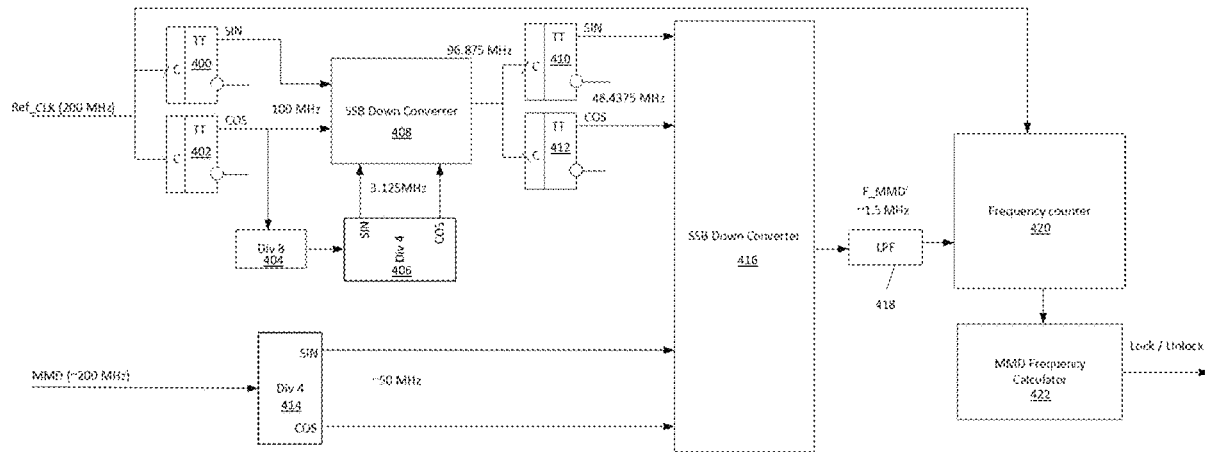 SIN
TT
400
C
Ref_CLK (200 MHz)
COS
TT
402
C
100 MHz
SSB Down Converter
408
96.875 MHz
SIN
TT
410
C
48.4375 MHz
COS
TT
412
C
3.125MHz
SIN
COS
Div 4
406
Div 8
404
SSB Down Converter
416
F_MMD'
~1.5 MHz
LPF
418
Frequency counter
420
MMD Frequency
Calculator
422
Lock / Unlock
MMD (~200 MHz)
SIN
Div 4
414
COS
~50 MHz